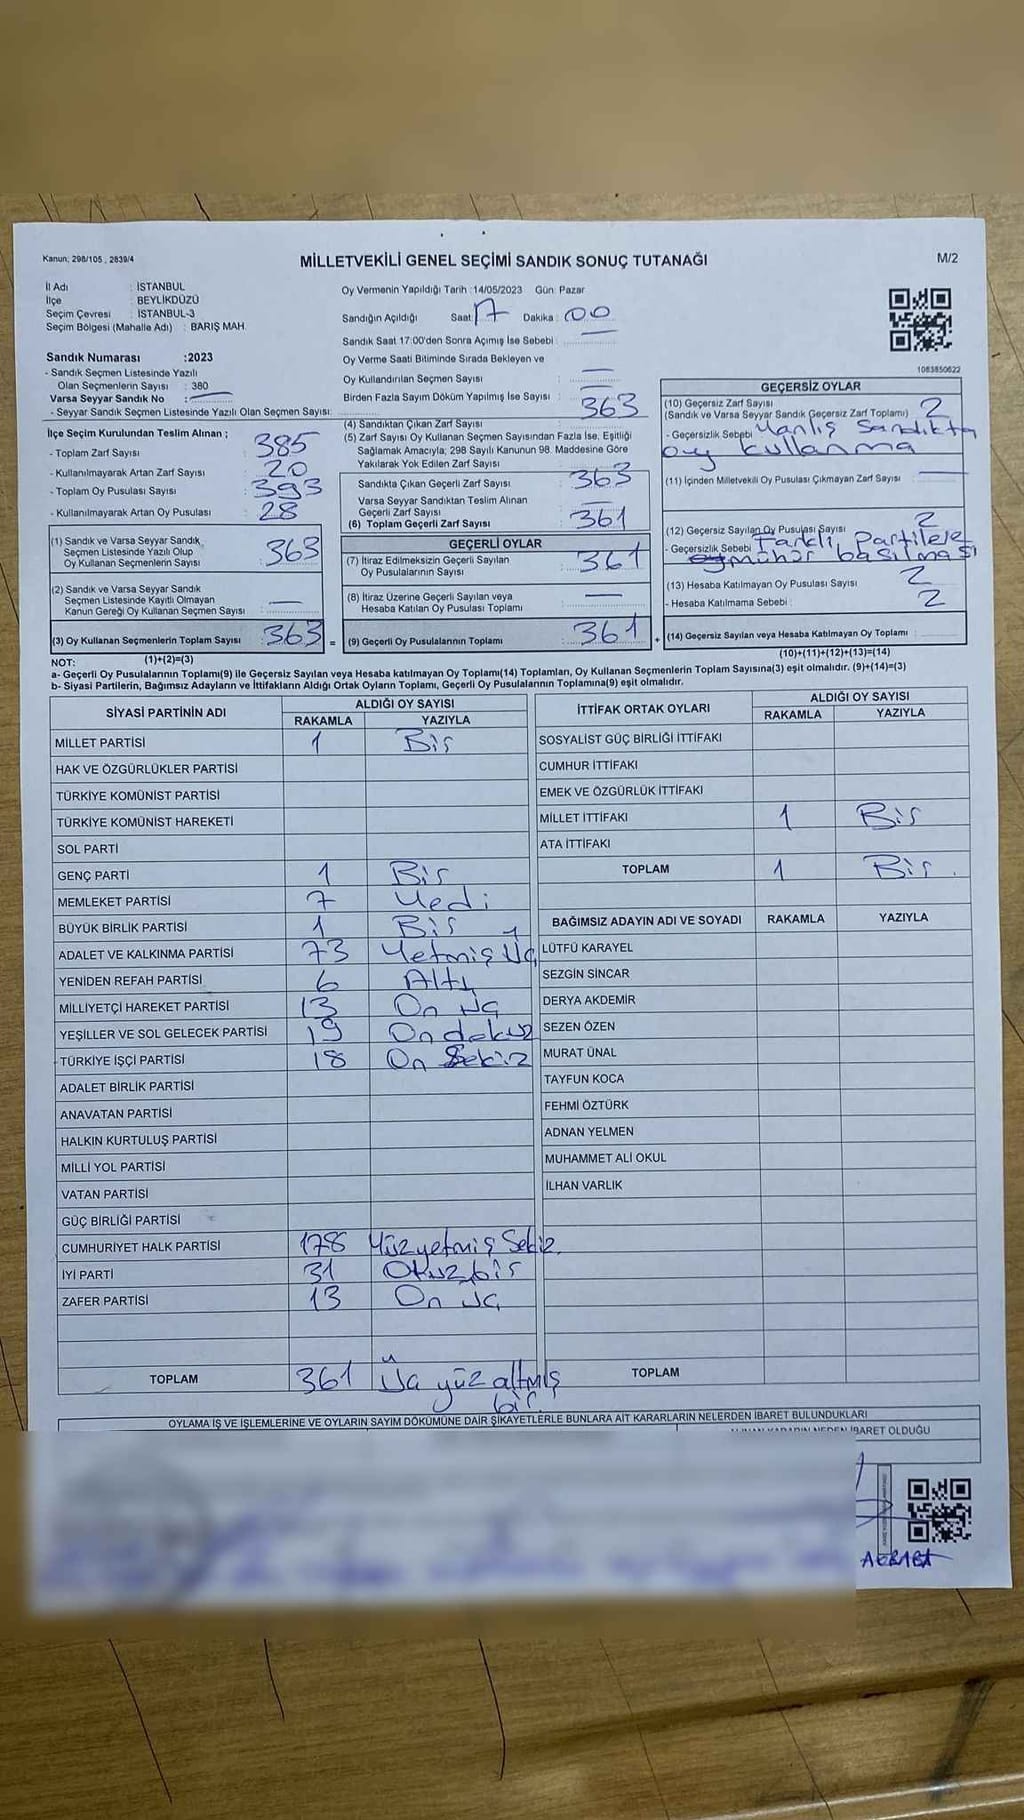 Kanun: 298/105 , 2839/4
MİLLETVEKİLİ GENEL SEÇİMİ SANDIK SONUÇ TUTANAĞI
M/2
İl Adı : İSTANBUL
İlçe : BEYLİKDÜZÜ
Seçim Çevresi : İSTANBUL-3
Seçim Bölgesi (Mahalle Adı) : BARIŞ MAH.
Sandık Numarası :2023
- Sandık Seçmen Listesinde Yazılı
Olan Seçmenlerin Sayısı : 380
Varsa Seyyar Sandık No :
- Seyyar Sandık Seçmen Listesinde Yazılı Olan Seçmen Sayısı:
Oy Vermenin Yapıldığı Tarih :14/05/2023 Gün: Pazar
Sandığın Açıldığı Saat: 17 Dakika: 00
Sandık Saat 17:00'den Sonra Açımış İse Sebebi :
Oy Verme Saati Bitiminde Sırada Bekleyen ve
Oy Kullandırılan Seçmen Sayısı
Birden Fazla Sayım Döküm Yapılmış İse Sayısı :
1083850622
İlçe Seçim Kurulundan Teslim Alınan ;
- Toplam Zarf Sayısı : 385
- Kullanılmayarak Artan Zarf Sayısı : 20
- Toplam Oy Pusulası Sayısı : 393
- Kullanılmayarak Artan Oy Pusulası : 28
(4) Sandıktan Çıkan Zarf Sayısı : 363
(5) Zarf Sayısı Oy Kullanan Seçmen Sayısından Fazla İse, Eşitliği
Sağlamak Amacıyla; 298 Sayılı Kanunun 98. Maddesine Göre
Yakılarak Yok Edilen Zarf Sayısı
Sandıkta Çıkan Geçerli Zarf Sayısı : 363
Varsa Seyyar Sandıktan Teslim Alınan
Geçerli Zarf Sayısı
(6) Toplam Geçerli Zarf Sayısı : 361
GEÇERSİZ OYLAR
(10) Geçersiz Zarf Sayısı
(Sandık ve Varsa Seyyar Sandık Geçersiz Zarf Toplamı) 2
- Geçersizlik Sebebi Yanlış Sandıkta
oy kullanma
(11) İçinden Milletvekili Oy Pusulası Çıkmayan Zarf Sayısı :
(12) Geçersiz Sayılan Oy Pusulası Sayısı : 2
- Geçersizlik Sebebi Farklı Partilere
mühür basılması
(13) Hesaba Katılmayan Oy Pusulası Sayısı : 2
- Hesaba Katılmama Sebebi : 2
(14) Geçersiz Sayılan veya Hesaba Katılmayan Oy Toplamı :
(10)+(11)+(12)+(13)=(14)
(1) Sandık ve Varsa Seyyar Sandık
Seçmen Listesinde Yazılı Olup
Oy Kullanan Seçmenlerin Sayısı : 363
(2) Sandık ve Varsa Seyyar Sandık
Seçmen Listesinde Kayıtlı Olmayan
Kanun Gereği Oy Kullanan Seçmen Sayısı :
(3) Oy Kullanan Seçmenlerin Toplam Sayısı : 363 =
(1)+(2)=(3)
GEÇERLİ OYLAR
(7) İtiraz Edilmeksizin Geçerli Sayılan
Oy Pusulalarının Sayısı : 361
(8) İtiraz Üzerine Geçerli Sayılan veya
Hesaba Katılan Oy Pusulası Toplamı :
(9) Geçerli Oy Pusulalarının Toplamı : 361 +
NOT:
a- Geçerli Oy Pusulalarının Toplamı(9) ile Geçersiz Sayılan veya Hesaba katılmayan Oy Toplamı(14) Toplamları, Oy Kullanan Seçmenlerin Toplam Sayısına(3) eşit olmalıdır. (9)+(14)=(3)
b- Siyasi Partilerin, Bağımsız Adayların ve İttifakların Aldığı Ortak Oyların Toplamı, Geçerli Oy Pusulalarının Toplamına(9) eşit olmalıdır.
SİYASİ PARTİNİN ADI ALDIĞI OY SAYISI
RAKAMLA YAZIYLA
MİLLET PARTİSİ 1 Bir
HAK VE ÖZGÜRLÜKLER PARTİSİ
TÜRKİYE KOMÜNİST PARTİSİ
TÜRKİYE KOMÜNİST HAREKETİ
SOL PARTİ
GENÇ PARTİ 1 Bir
MEMLEKET PARTİSİ 7 Yedi
BÜYÜK BİRLİK PARTİSİ 1 Bir
ADALET VE KALKINMA PARTİSİ 73 Yetmiş Üç
YENİDEN REFAH PARTİSİ 6 Altı
MİLLİYETÇİ HAREKET PARTİSİ 13 On üç
YEŞİLLER VE SOL GELECEK PARTİSİ 19 On dokuz
TÜRKİYE İŞÇİ PARTİSİ 18 On Sekiz
ADALET BİRLİK PARTİSİ
ANAVATAN PARTİSİ
HALKIN KURTULUŞ PARTİSİ
MİLLİ YOL PARTİSİ
VATAN PARTİSİ
GÜÇ BİRLİĞİ PARTİSİ
CUMHURİYET HALK PARTİSİ 178 Yüzyetmiş Sekiz
İYİ PARTİ 31 Otuz bir
ZAFER PARTİSİ 13 On üç
TOPLAM 361 Üç yüz altmış
bir
İTTİFAK ORTAK OYLARI ALDIĞI OY SAYISI
RAKAMLA YAZIYLA
SOSYALİST GÜÇ BİRLİĞİ İTTİFAKI
CUMHUR İTTİFAKI
EMEK VE ÖZGÜRLÜK İTTİFAKI
MİLLET İTTİFAKI 1 Bir
ATA İTTİFAKI
TOPLAM 1 Bir.
BAĞIMSIZ ADAYIN ADI VE SOYADI RAKAMLA YAZIYLA
LÜTFÜ KARAYEL
SEZGİN SİNCAR
DERYA AKDEMİR
SEZEN ÖZEN
MURAT ÜNAL
TAYFUN KOCA
FEHMİ ÖZTÜRK
ADNAN YELMEN
MUHAMMET ALİ OKUL
İLHAN VARLIK
TOPLAM
OYLAMA İŞ VE İŞLEMLERİNE VE OYLARIN SAYIM DÖKÜMÜNE DAİR ŞİKAYETLERLE BUNLARA AİT KARARLARIN NELERDEN İBARET BULUNDUKLARI
İBARET OLDUĞU